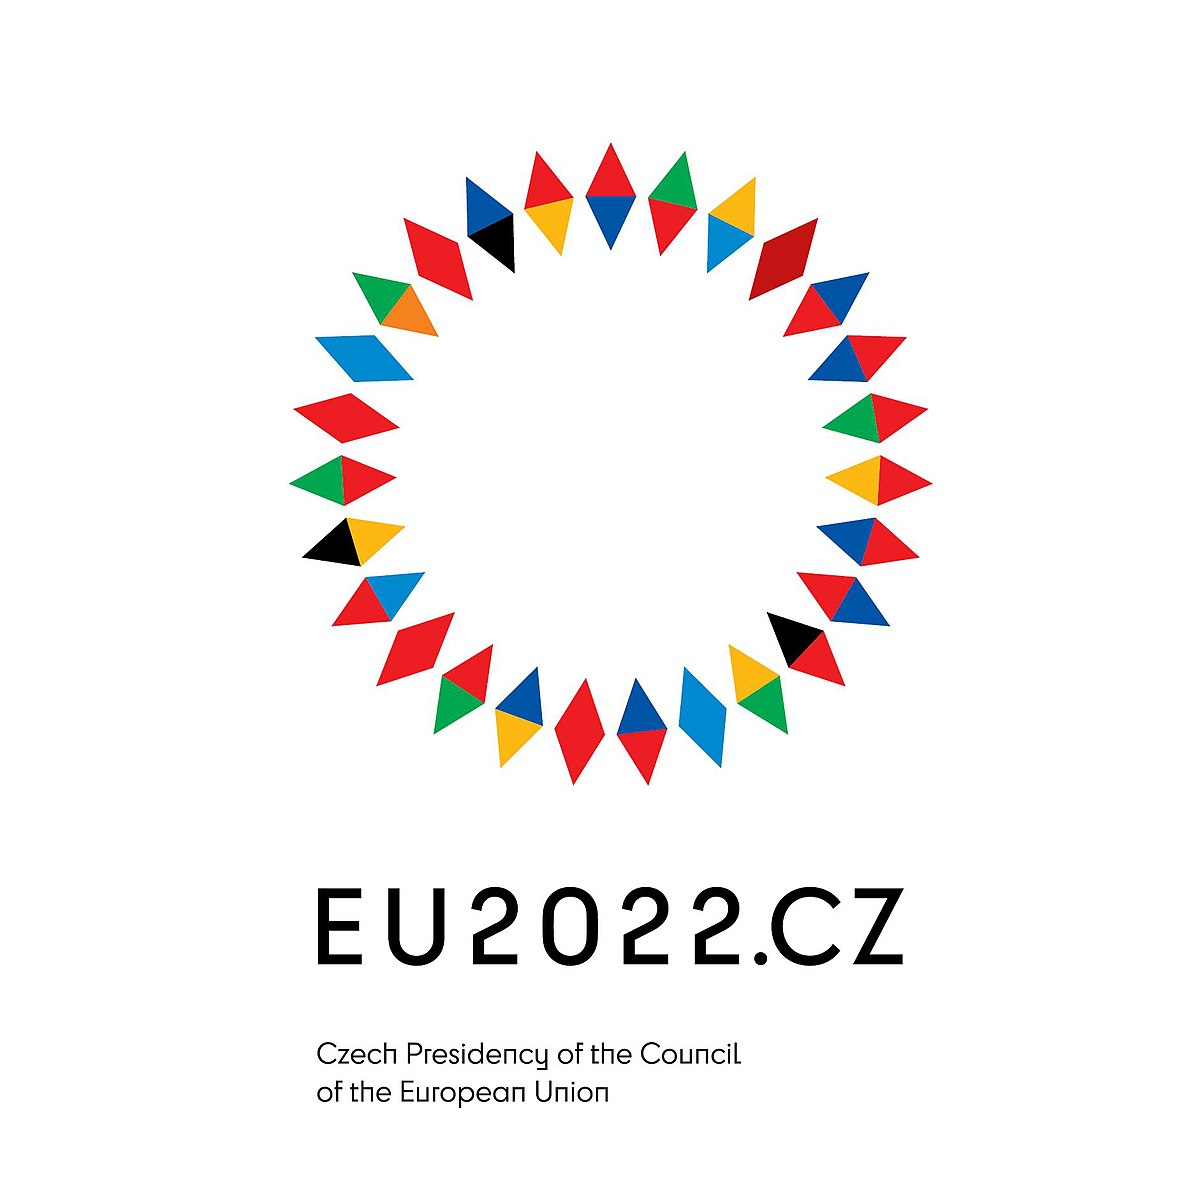 EU2022.CZ
Czech Presidency of the Council
of the European Union